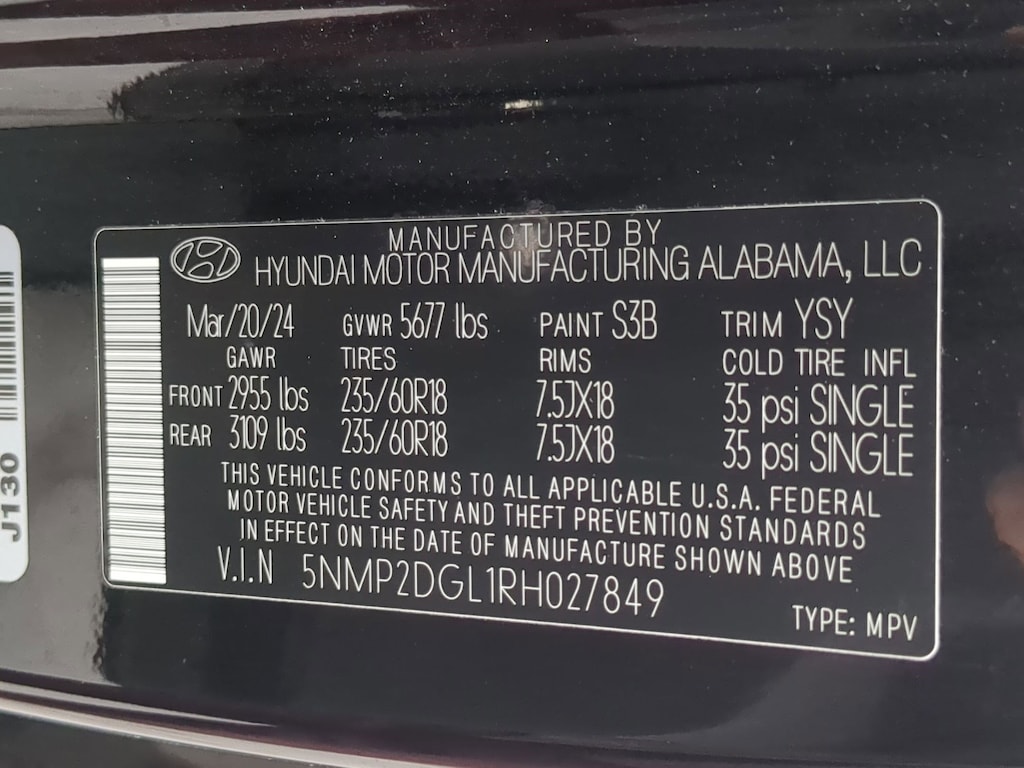 MANUFACTURED BY
HYUNDAI MOTOR MANUFACTURING ALABAMA, LLC
Mar/20/24 GVWR 5677 lbs PAINT S3B TRIM YSY
GAWR TIRES RIMS COLD TIRE INFL
FRONT 2955 lbs 235/60R18 7.5JX18 35 psi SINGLE
REAR 3109 lbs 235/60R18 7.5JX18 35 psi SINGLE
THIS VEHICLE CONFORMS TO ALL APPLICABLE U.S.A. FEDERAL
MOTOR VEHICLE SAFETY AND THEFT PREVENTION STANDARDS
IN EFFECT ON THE DATE OF MANUFACTURE SHOWN ABOVE
V.I.N 5NMP2DGL1RH027849
TYPE: MPV
J130